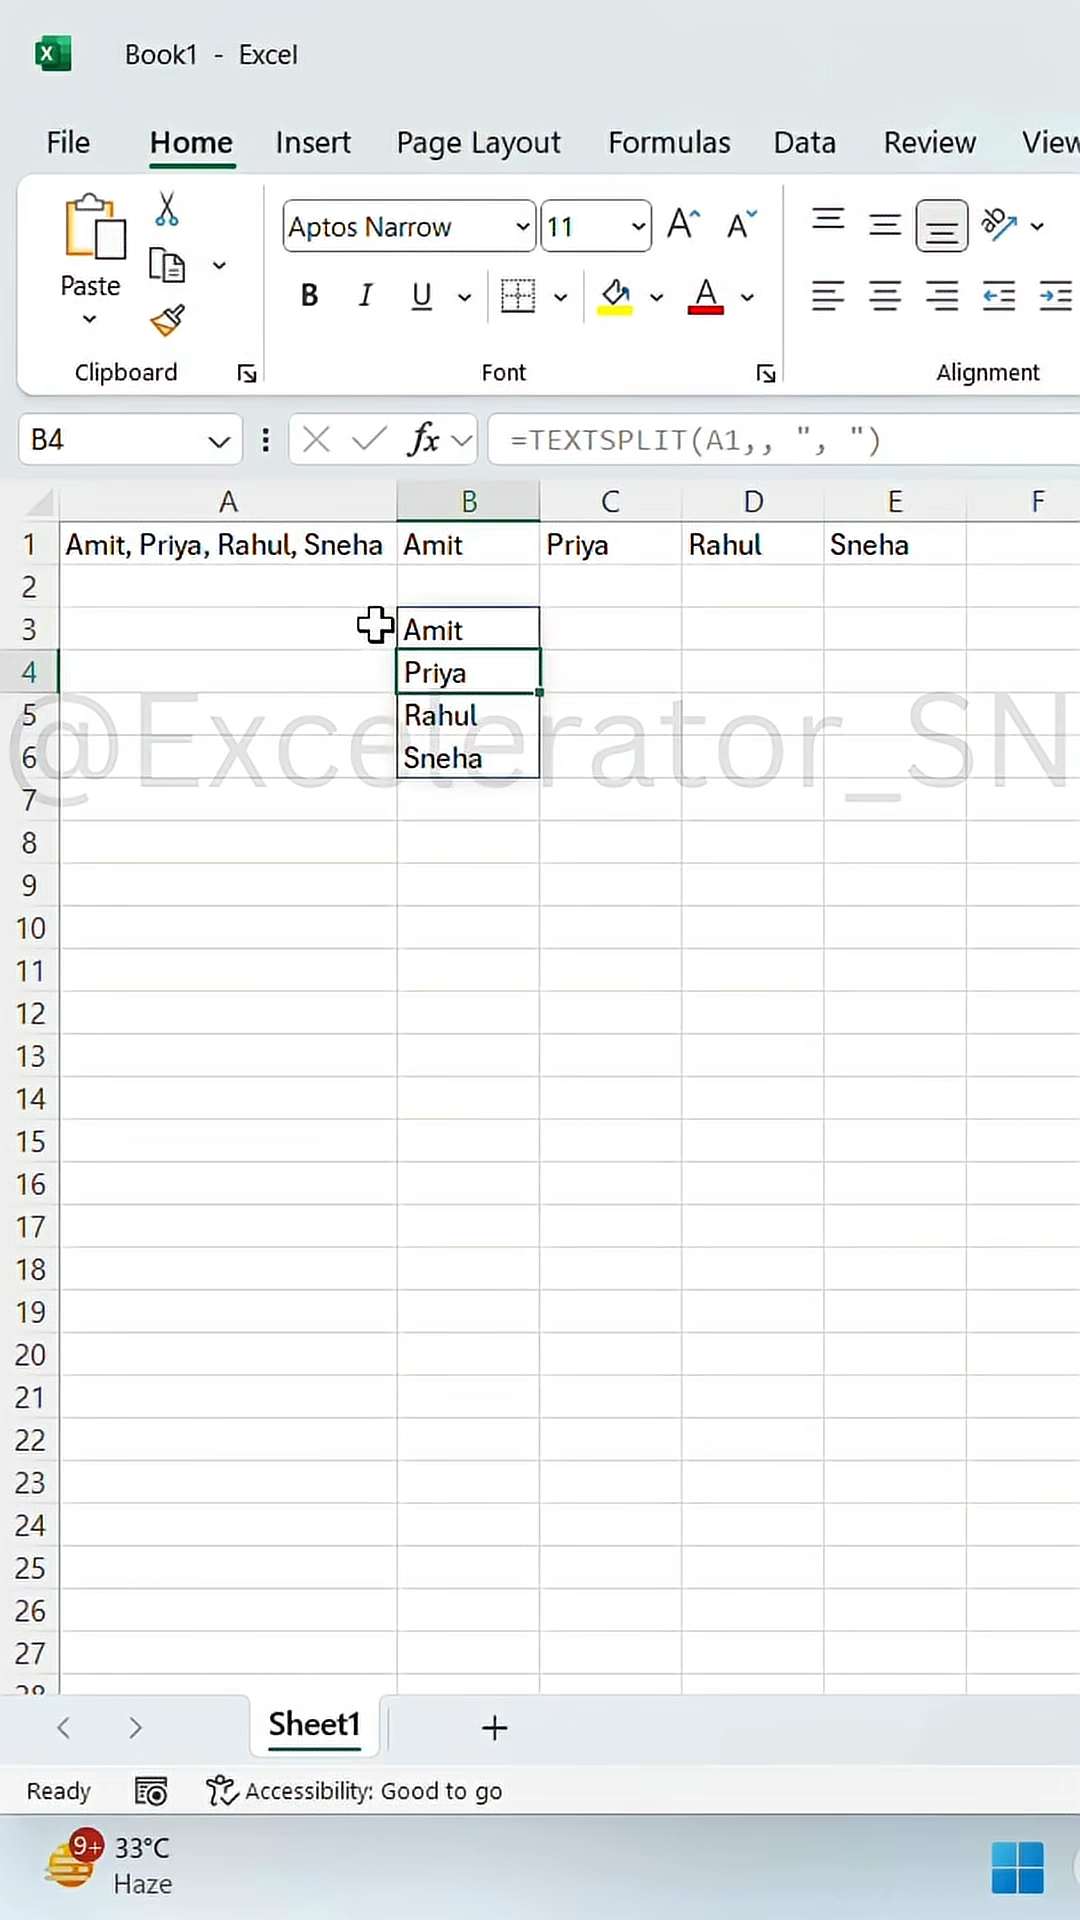 Book1 - Excel
File Home Insert Page Layout Formulas Data Review View
Aptos Narrow 11
Paste
B I U A
Clipboard Font Alignment
B4 fx =TEXTSPLIT(A1,, ", ")
A B C D E F
1 Amit, Priya, Rahul, Sneha Amit Priya Rahul Sneha
2
3 Amit
4 Priya
5 Rahul
@Excelerator_SN
6 Sneha
7
8
9
10
11
12
13
14
15
16
17
18
19
20
21
22
23
24
25
26
27
28
Sheet1 +
Ready Accessibility: Good to go
9+ 33°C
Haze